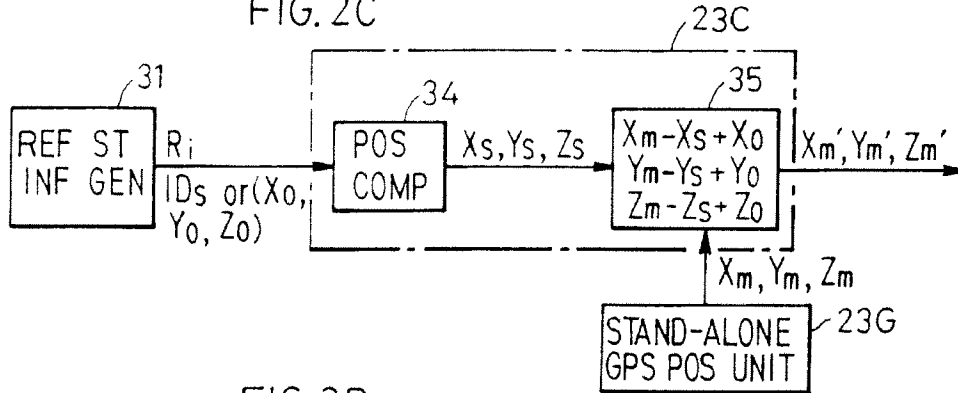 FIG. 2C
23C
31
34
35
REF ST
INF GEN
Ri
IDs or(X0,
Y0, Z0)
POS
COMP
Xs, Ys, Zs
Xm-Xs+X0
Ym-Ys+Y0
Zm-Zs+Z0
Xm', Ym', Zm'
Xm, Ym, Zm
STAND-ALONE
GPS POS UNIT
23G